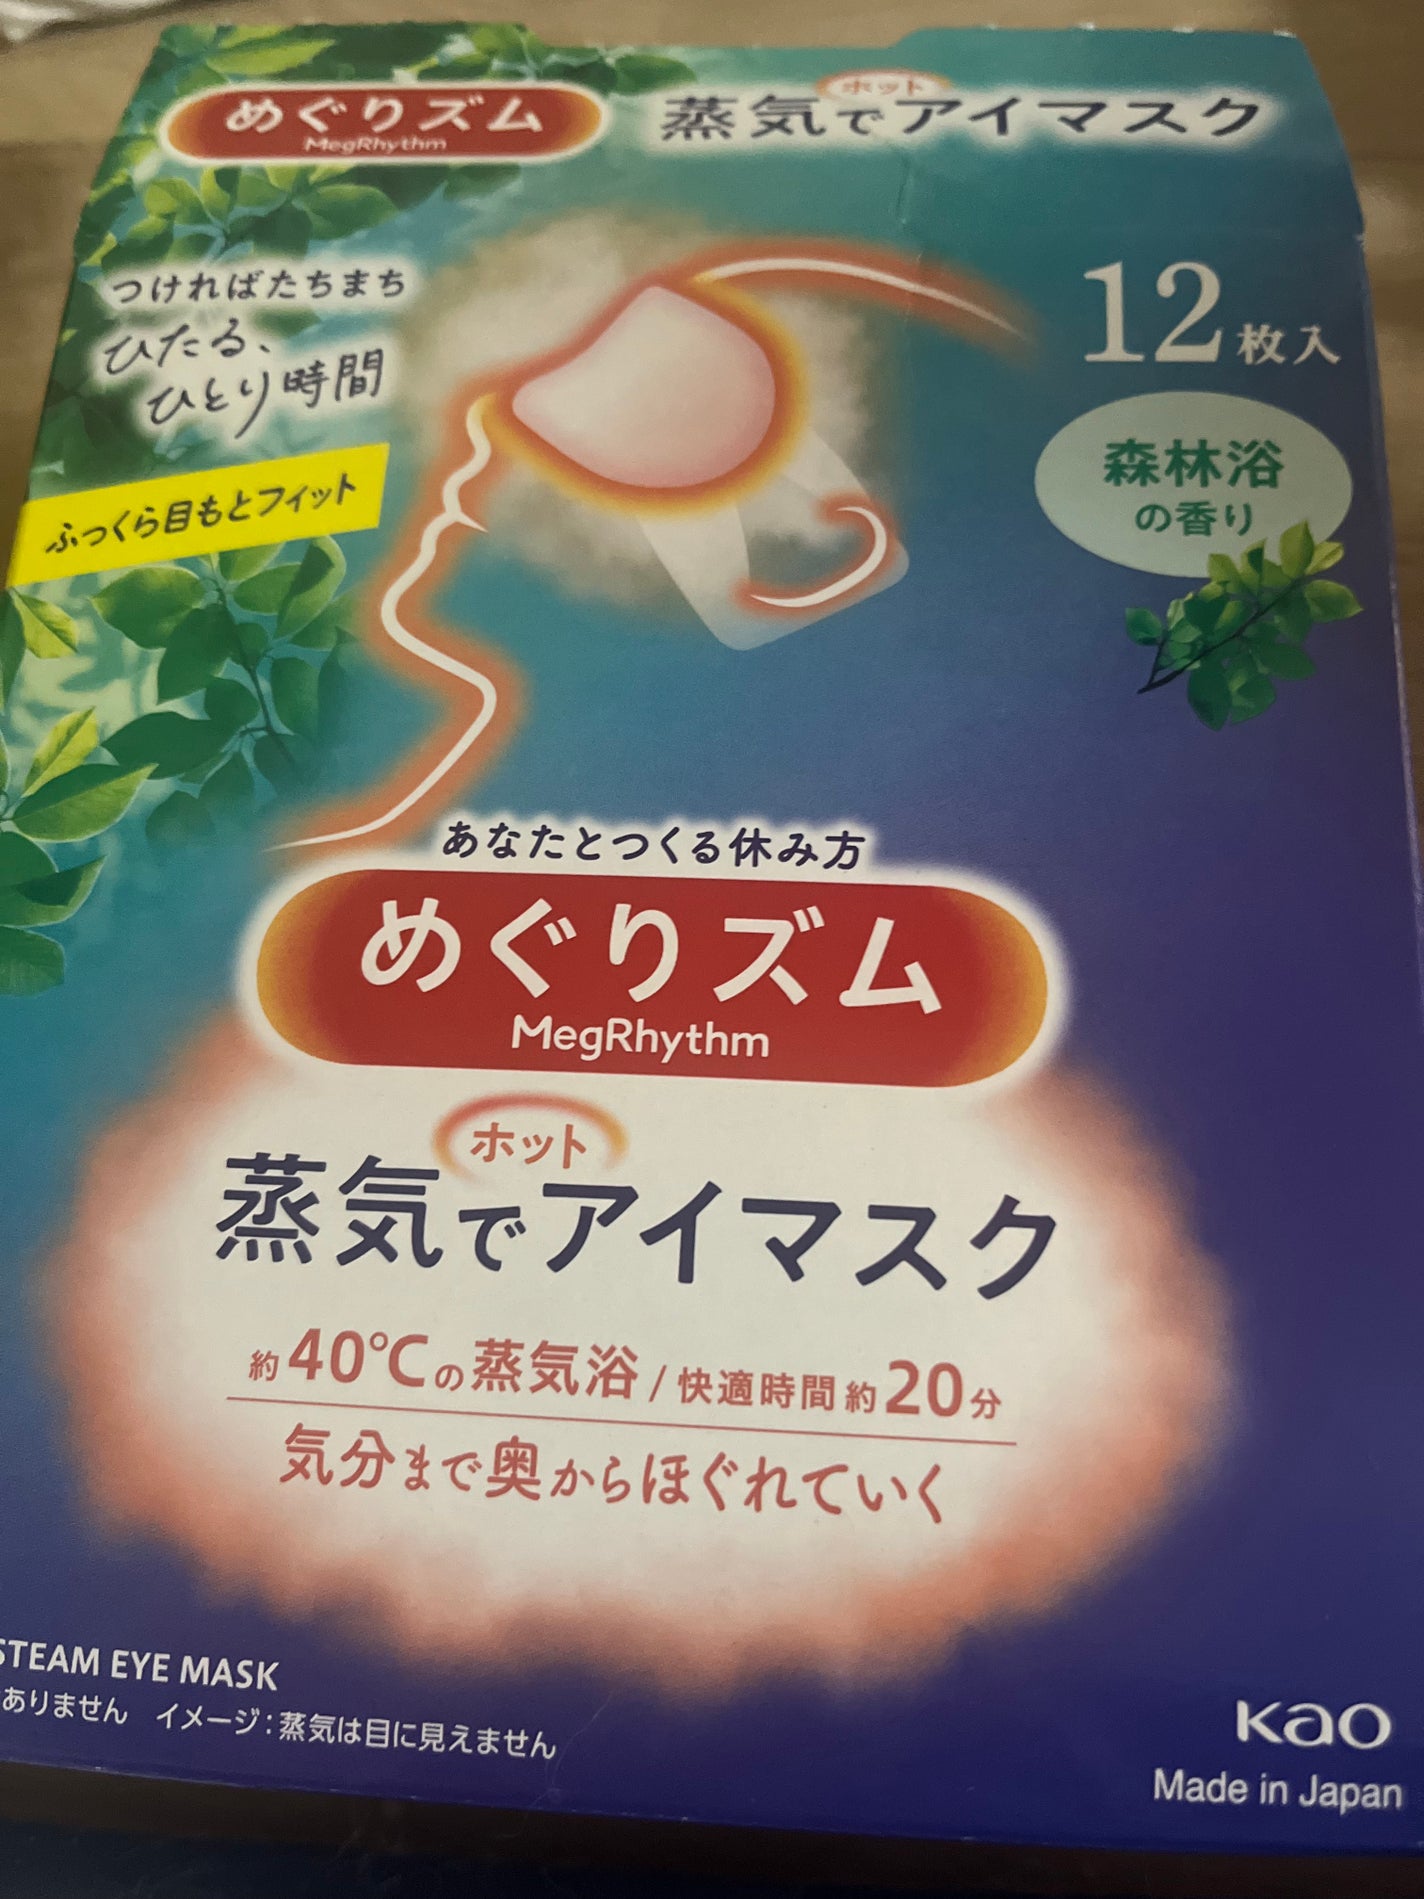 めぐりズム
MegRhythm
ホット
蒸気でアイマスク
つければたちまち
ひたる、
ひとり時間
ふっくら目もとフィット
12枚入
森林浴
の香り
あなたとつくる休み方
めぐりズム
MegRhythm
ホット
蒸気でアイマスク
約40℃の蒸気浴/快適時間約20分
気分まで奥からほぐれていく
STEAM EYE MASK
ありません イメージ:蒸気は目に見えません
Kao
Made in Japan